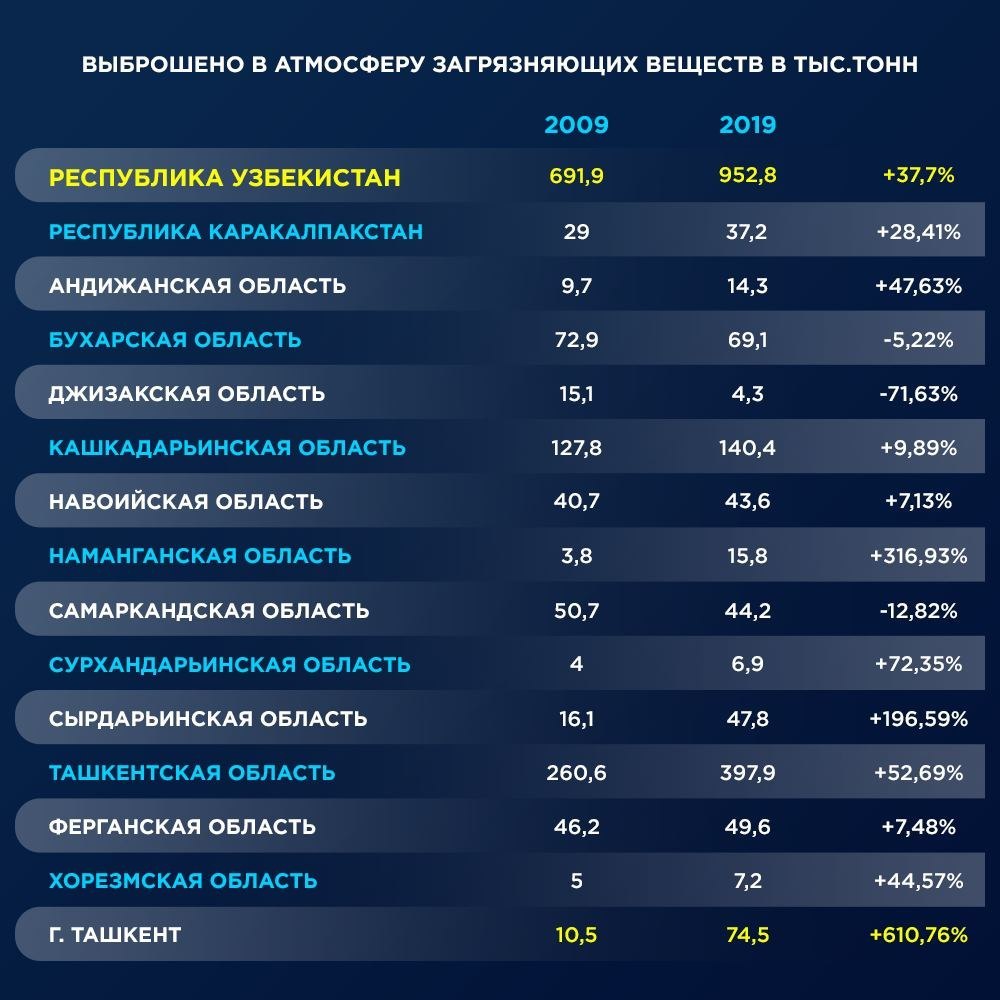 ВЫБРОШЕНО В АТМОСФЕРУ ЗАГРЯЗНЯЮЩИХ ВЕЩЕСТВ В ТЫС.ТОНН
2009 2019
РЕСПУБЛИКА УЗБЕКИСТАН 691,9 952,8 +37,7%
РЕСПУБЛИКА КАРАКАЛПАКСТАН 29 37,2 +28,41%
АНДИЖАНСКАЯ ОБЛАСТЬ 9,7 14,3 +47,63%
БУХАРСКАЯ ОБЛАСТЬ 72,9 69,1 -5,22%
ДЖИЗАКСКАЯ ОБЛАСТЬ 15,1 4,3 -71,63%
КАШКАДАРЬИНСКАЯ ОБЛАСТЬ 127,8 140,4 +9,89%
НАВОИЙСКАЯ ОБЛАСТЬ 40,7 43,6 +7,13%
НАМАНГАНСКАЯ ОБЛАСТЬ 3,8 15,8 +316,93%
САМАРКАНДСКАЯ ОБЛАСТЬ 50,7 44,2 -12,82%
СУРХАНДАРЬИНСКАЯ ОБЛАСТЬ 4 6,9 +72,35%
СЫРДАРЬИНСКАЯ ОБЛАСТЬ 16,1 47,8 +196,59%
ТАШКЕНТСКАЯ ОБЛАСТЬ 260,6 397,9 +52,69%
ФЕРГАНСКАЯ ОБЛАСТЬ 46,2 49,6 +7,48%
ХОРЕЗМСКАЯ ОБЛАСТЬ 5 7,2 +44,57%
Г. ТАШКЕНТ 10,5 74,5 +610,76%